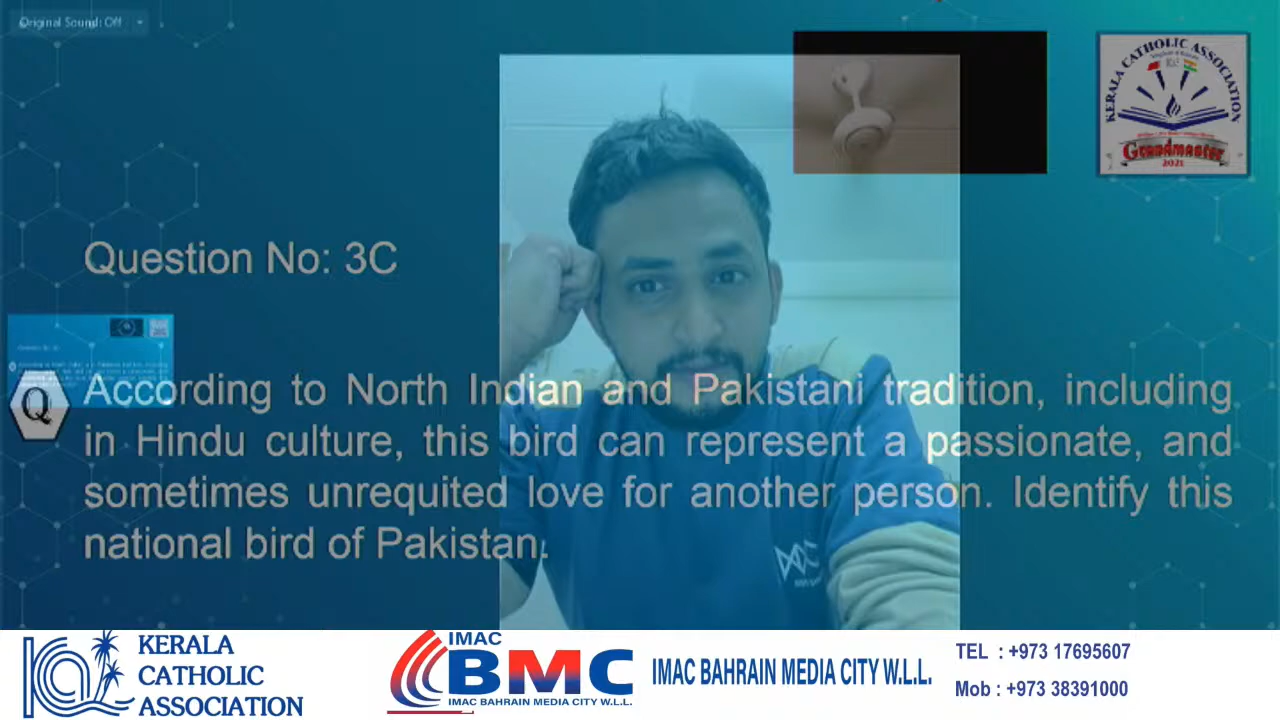 Original Sound: Off
KERALA CATHOLIC ASSOCIATION
Grandmaster
2021
Question No: 3C
Q
According to North Indian and Pakistani tradition, including
in Hindu culture, this bird can represent a passionate, and
sometimes unrequited love for another person. Identify this
national bird of Pakistan.
KERALA
CATHOLIC
ASSOCIATION
IMAC
BMC
IMAC BAHRAIN MEDIA CITY W.L.L.
IMAC BAHRAIN MEDIA CITY W.L.L.
TEL : +973 17695607
Mob : +973 38391000